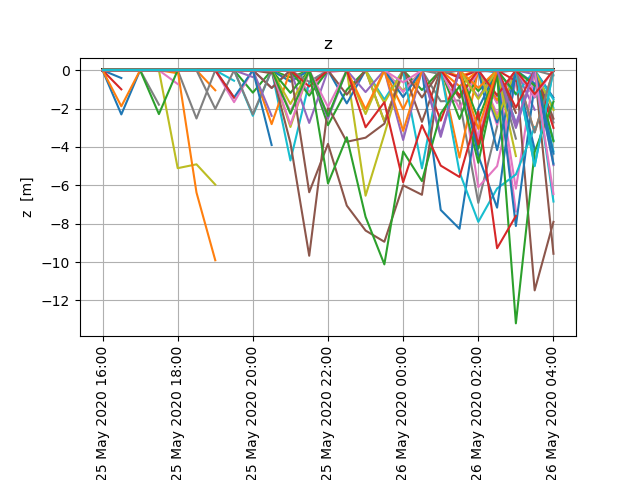 z
0
−2
−4
−6
−8
−10
−12
z [m]
25 May 2020 16:00
25 May 2020 18:00
25 May 2020 20:00
25 May 2020 22:00
26 May 2020 00:00
26 May 2020 02:00
26 May 2020 04:00